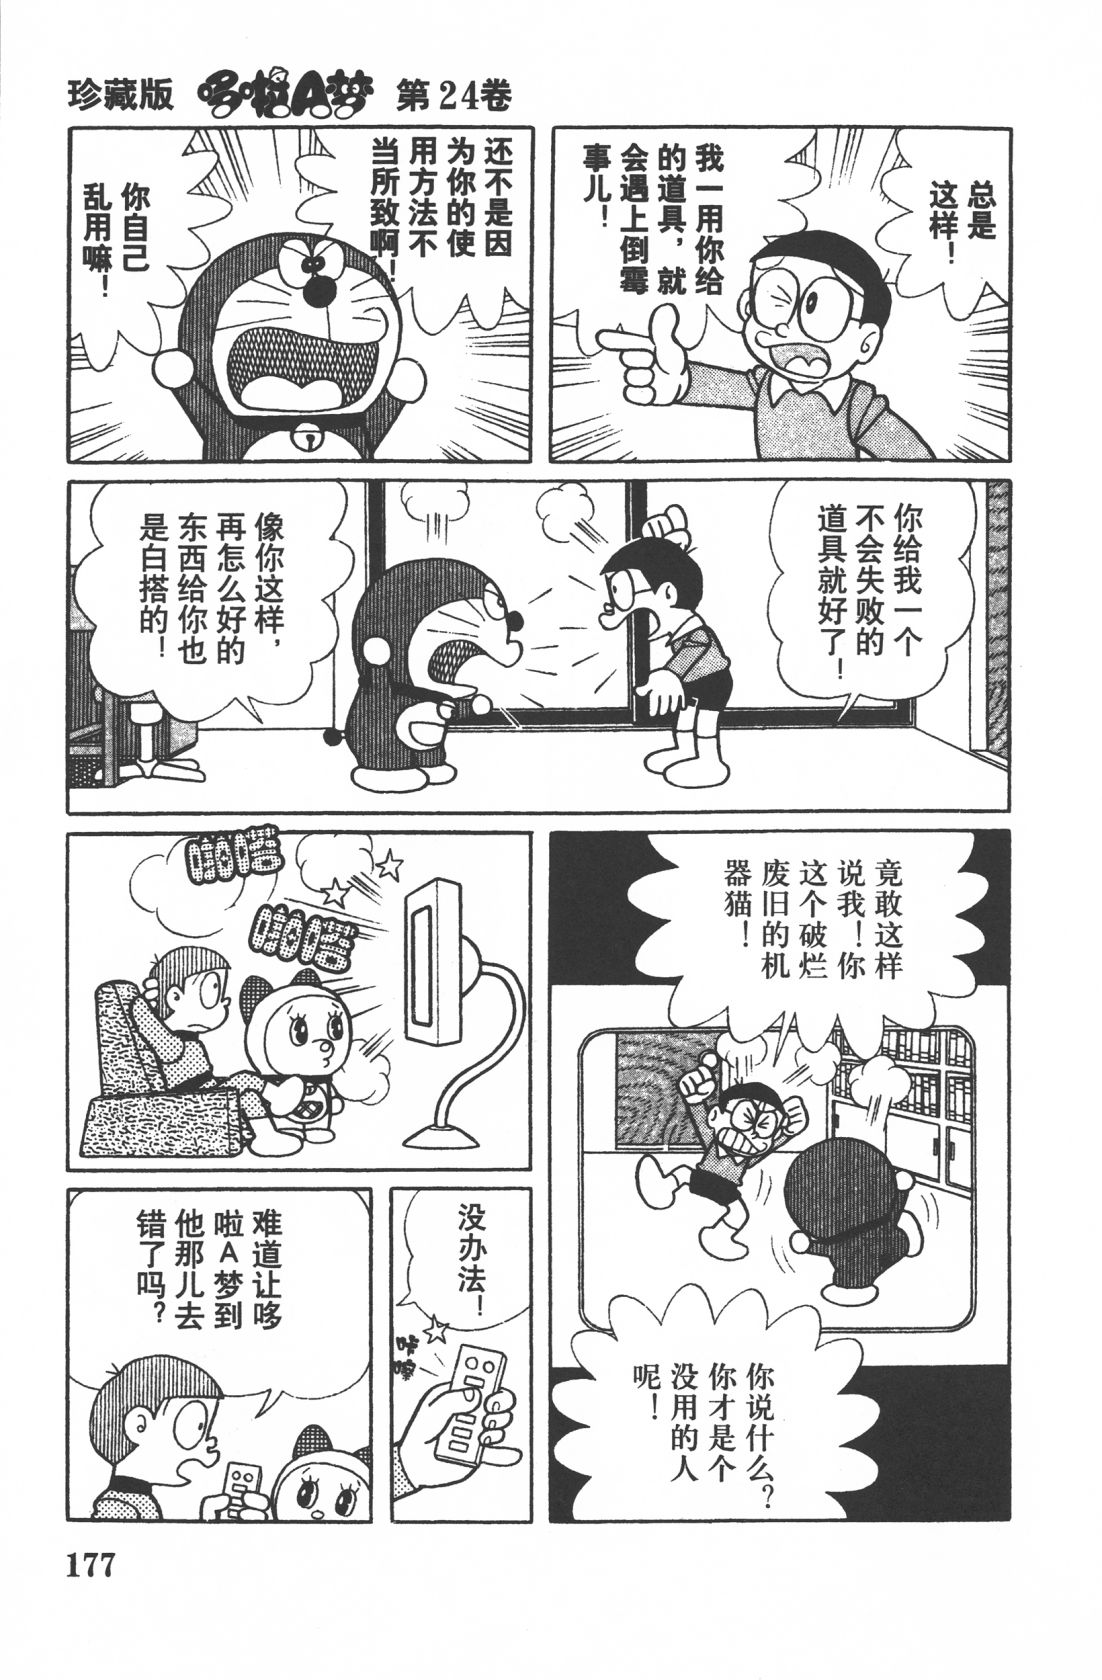 珍藏版 哆啦A梦 第24卷
总是
这样！
我一用你给
的道具，就
会遇上倒霉
事儿！
还不是因
为你的使
用方法不
当所致啊！
你自己
乱用嘛！
你给我一个
不会失败的
道具就好了！
像你这样，
再怎么好的
东西给你也
是白搭的！
竟敢这样
说我！你
这个破烂
废旧的机
器猫！
你说什么？
你才是个
没用的人
呢！
啪嗒
啪嗒
没办法！
咔嚓
难道让哆
啦A梦到
他那儿去
错了吗？
177